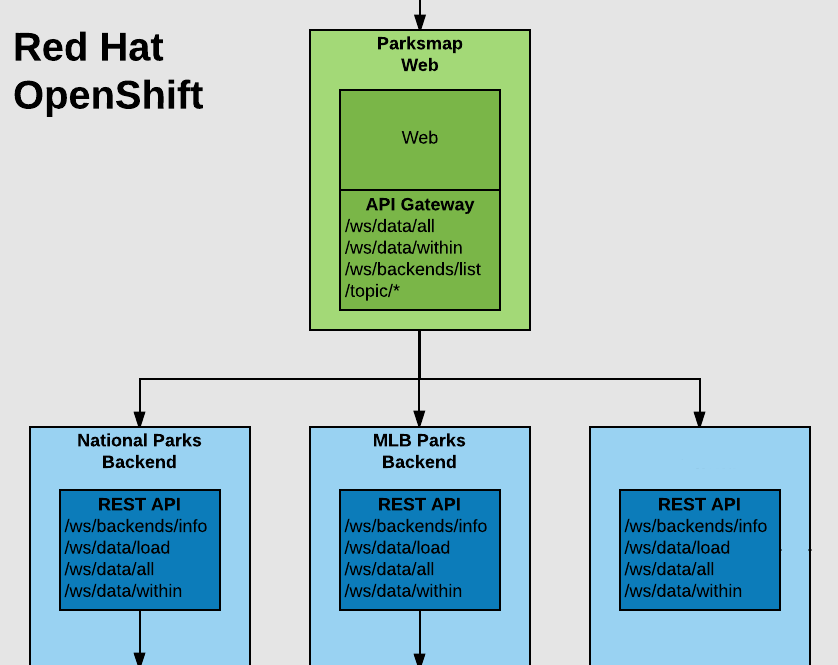 Red Hat
OpenShift
Parksmap
Web
Web
API Gateway
/ws/data/all
/ws/data/within
/ws/backends/list
/topic/*
National Parks
Backend
REST API
/ws/backends/info
/ws/data/load
/ws/data/all
/ws/data/within
MLB Parks
Backend
REST API
/ws/backends/info
/ws/data/load
/ws/data/all
/ws/data/within
REST API
/ws/backends/info
/ws/data/load
/ws/data/all
/ws/data/within